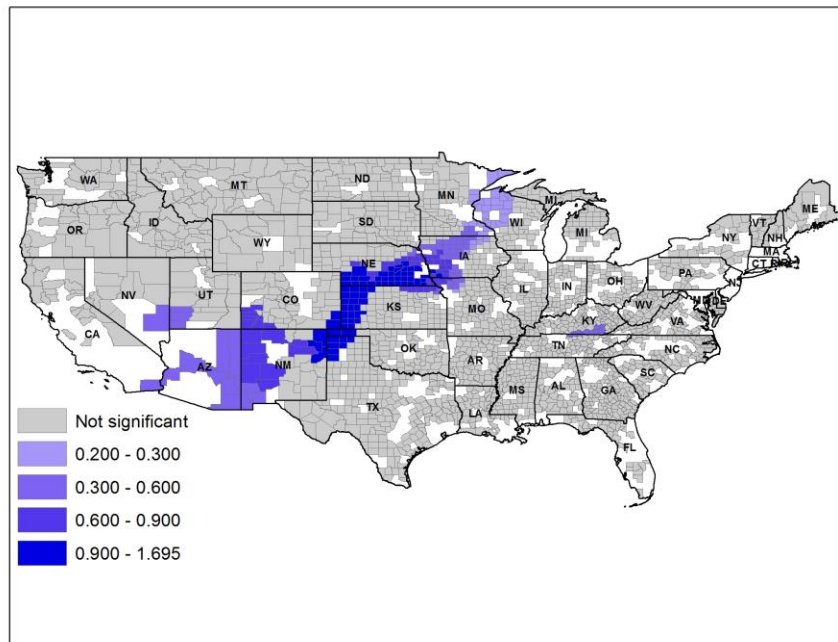 WA
MT
ND
MN
MI
ME
OR
ID
SD
WI
MI
VT
NH
NY
WY
MA
CT
RI
IA
NE
PA
NJ
NV
UT
CO
IL
IN
OH
MD
DE
WV
CA
KS
MO
KY
VA
AZ
NM
OK
TN
NC
AR
SC
MS
AL
GA
TX
LA
FL
Not significant
0.200 - 0.300
0.300 - 0.600
0.600 - 0.900
0.900 - 1.695